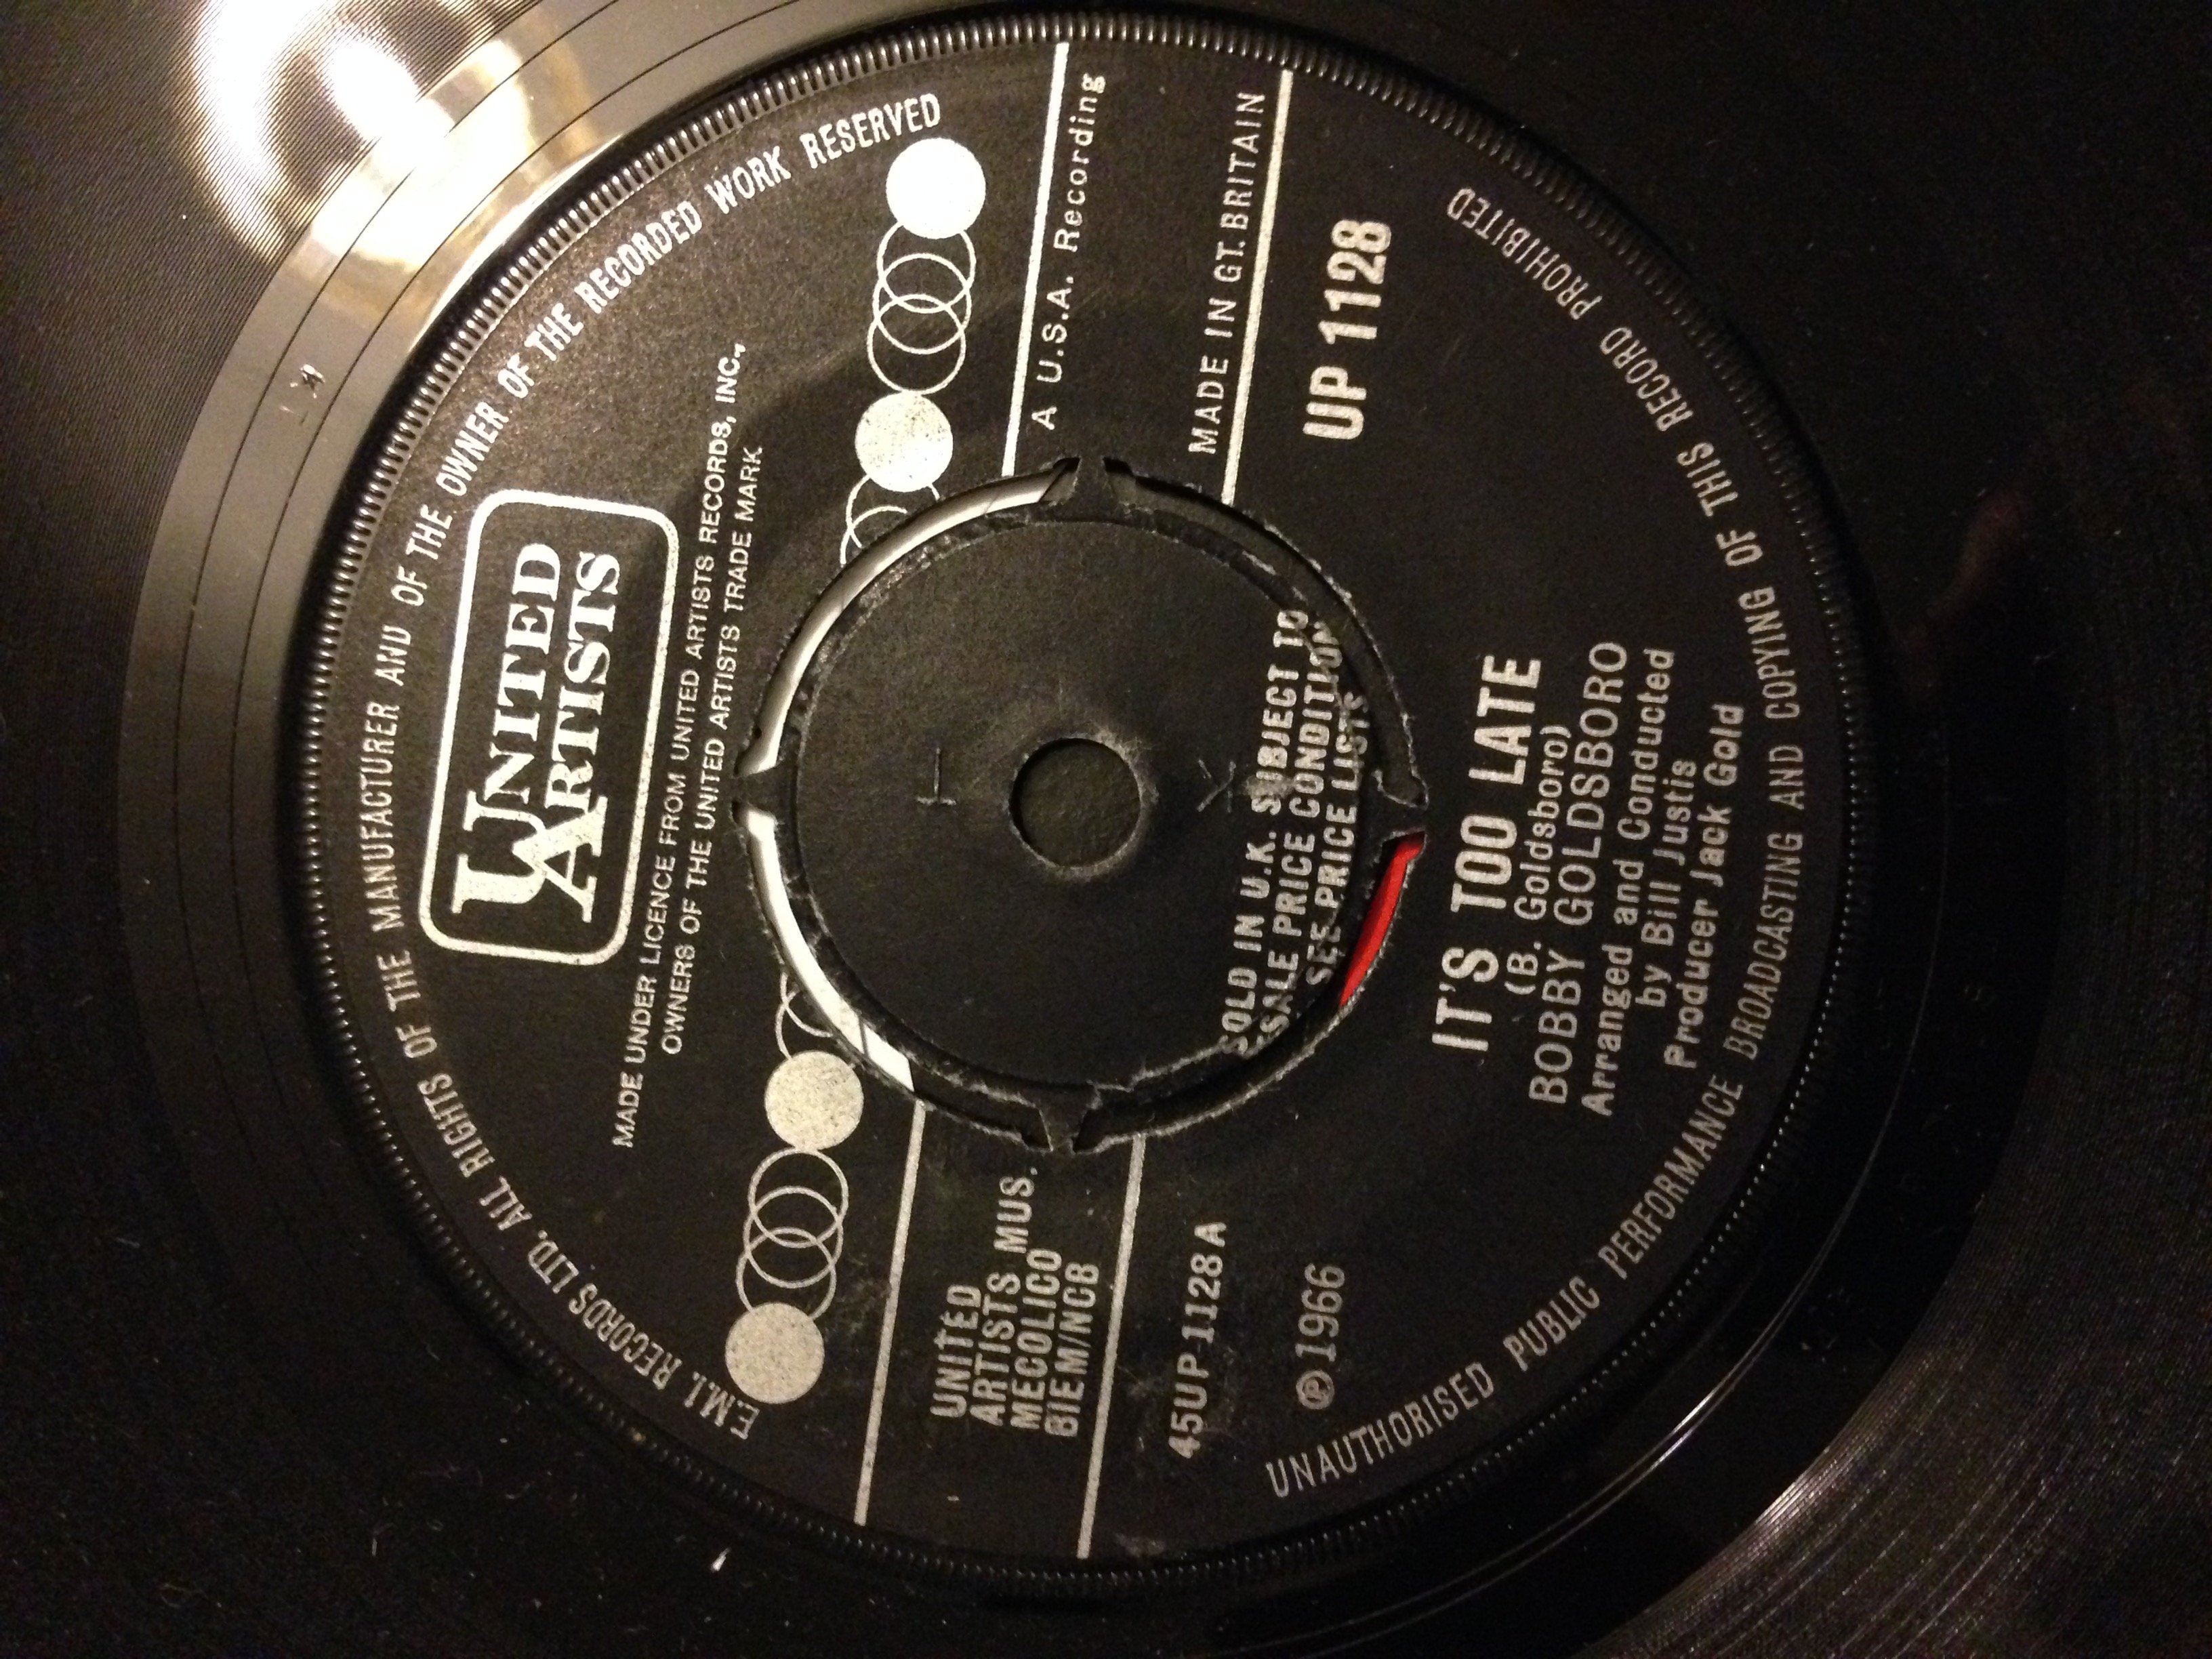 E.M.I. RECORDS LTD. ALL RIGHTS OF THE MANUFACTURER AND OF THE OWNER OF THE RECORDED WORK RESERVED
UNITED
ARTISTS
MADE UNDER LICENCE FROM UNITED ARTISTS RECORDS, INC.,
OWNERS OF THE UNITED ARTISTS TRADE MARK
UNITED
ARTISTS MUS.
MECOLICO
BIEM/NCB
A U.S.A. Recording
MADE IN GT. BRITAIN
45UP 1128A
℗1966
T
X
SOLD IN U.K. SUBJECT TO
SALE PRICE CONDITION
SEE PRICE LISTS
UP 1128
IT'S TOO LATE
(B. Goldsboro)
BOBBY GOLDSBORO
Arranged and Conducted
by Bill Justis
Producer Jack Gold
UNAUTHORISED PUBLIC PERFORMANCE BROADCASTING AND COPYING OF THIS RECORD PROHIBITED